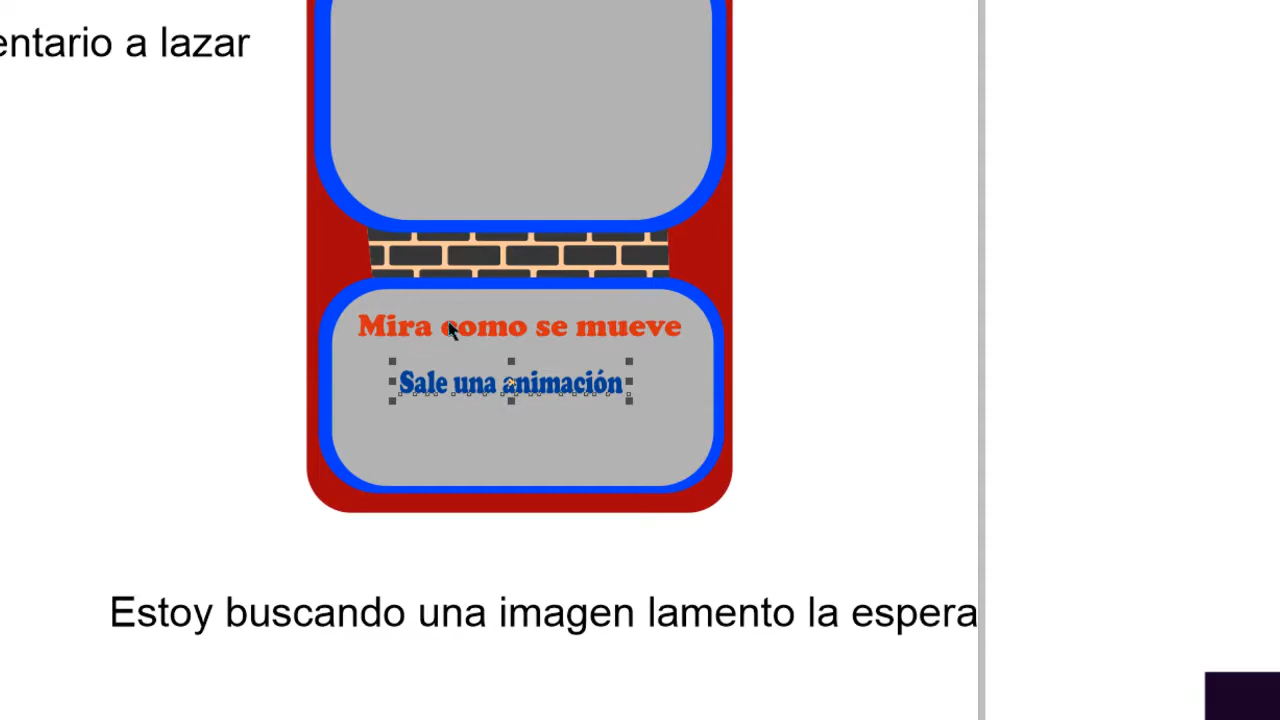 entario a lazar
Mira como se mueve
Sale una animación
Estoy buscando una imagen lamento la espera